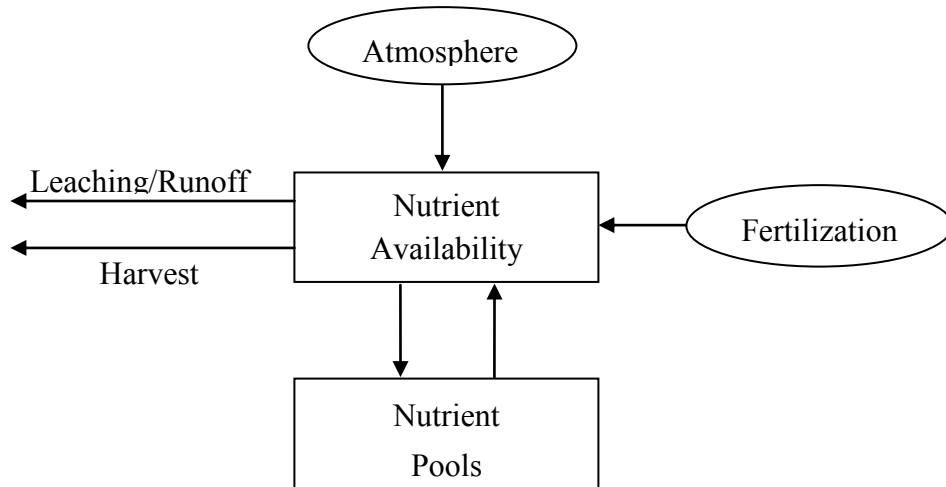 Atmosphere
Leaching/Runoff
Nutrient
Availability
Fertilization
Harvest
Nutrient
Pools